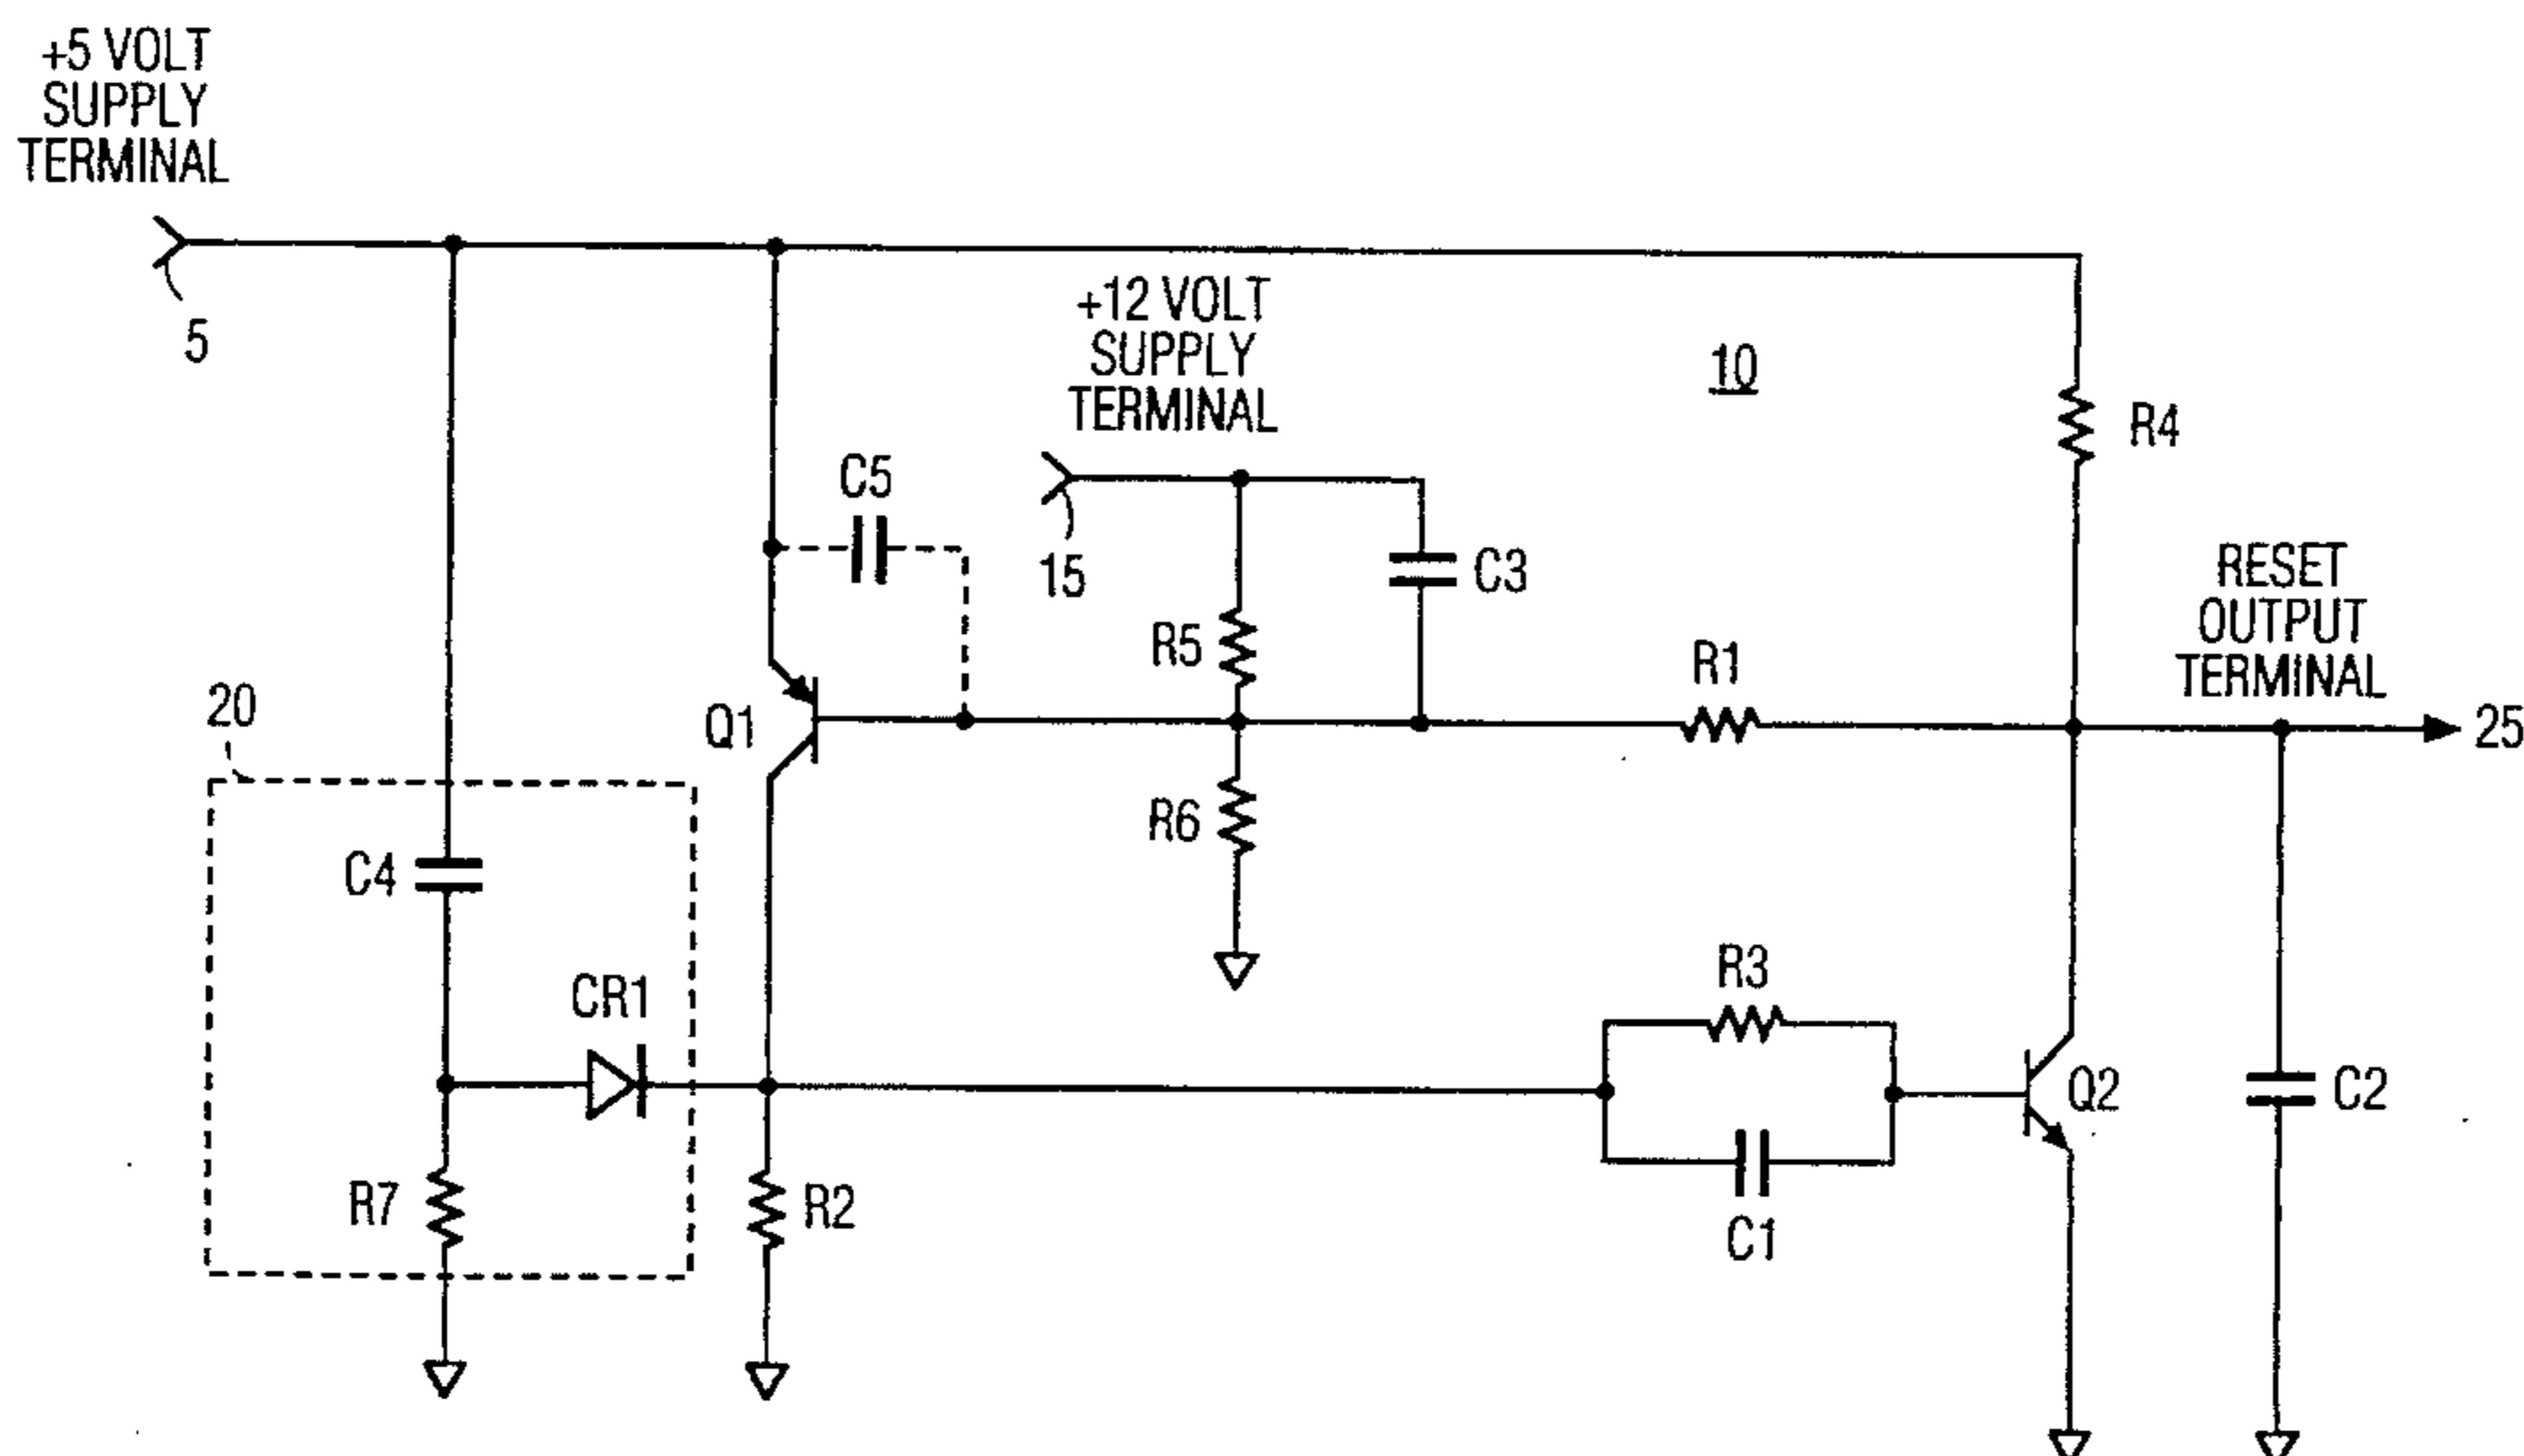 +5 VOLT
SUPPLY
TERMINAL
5
+12 VOLT
SUPPLY
TERMINAL
15
10
R4
C5
C3
RESET
OUTPUT
TERMINAL
25
R5
R1
20
Q1
R6
C4
CR1
R3
Q2
C2
R7
R2
C1